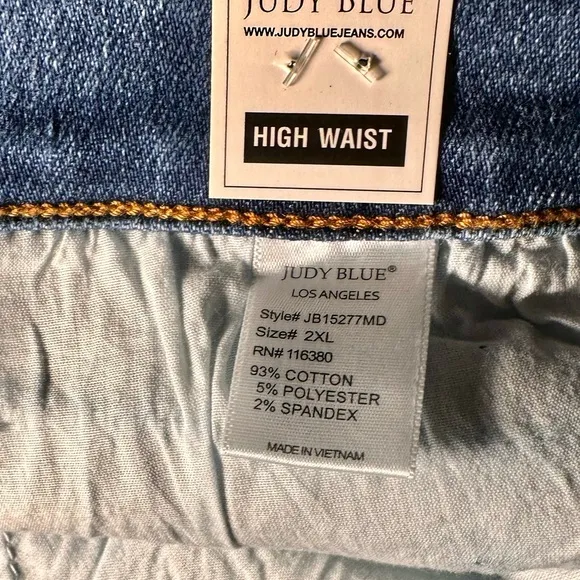 JUDY BLUE
WWW.JUDYBLUEJEANS.COM
HIGH WAIST
JUDY BLUE®
LOS ANGELES
Style# JB15277MD
Size# 2XL
RN# 116380
93% COTTON
5% POLYESTER
2% SPANDEX
MADE IN VIETNAM